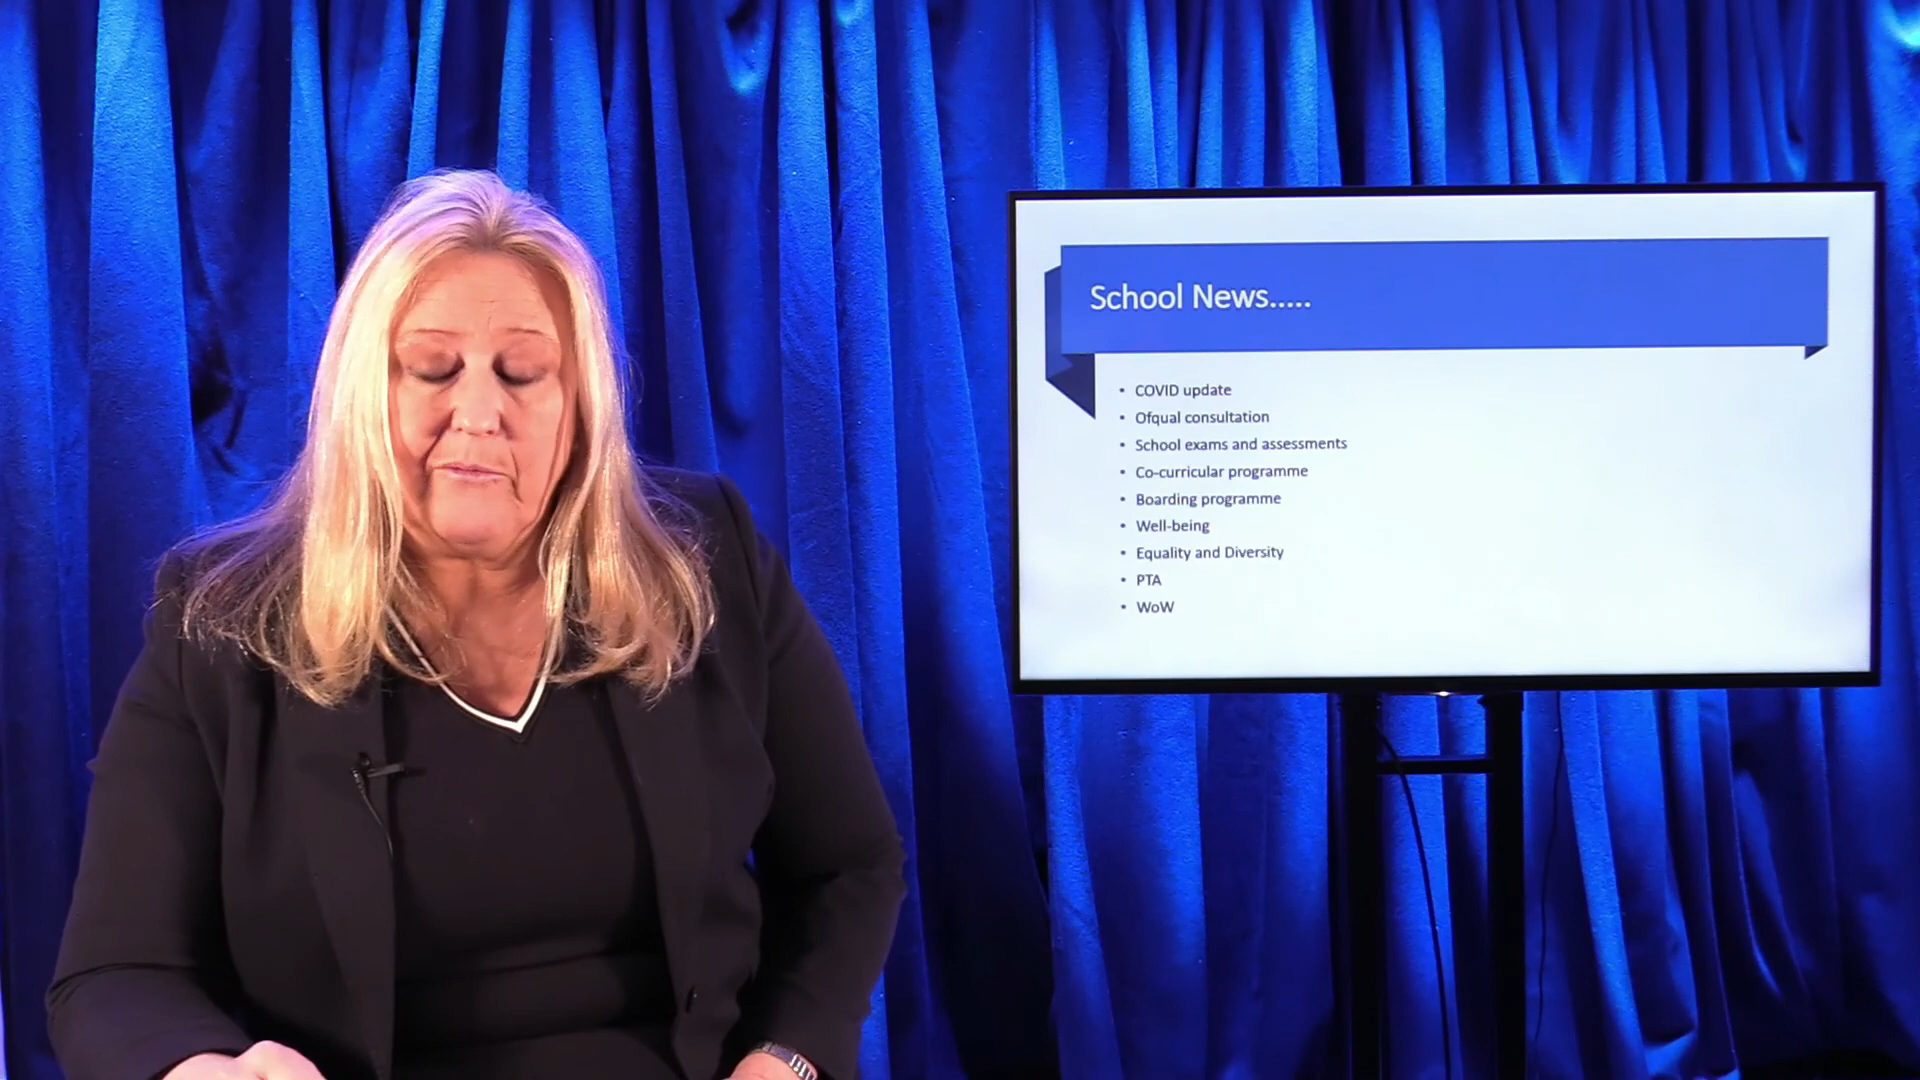 School News.....
• COVID update
• Ofqual consultation
• School exams and assessments
• Co-curricular programme
• Boarding programme
• Well-being
• Equality and Diversity
• PTA
• WoW